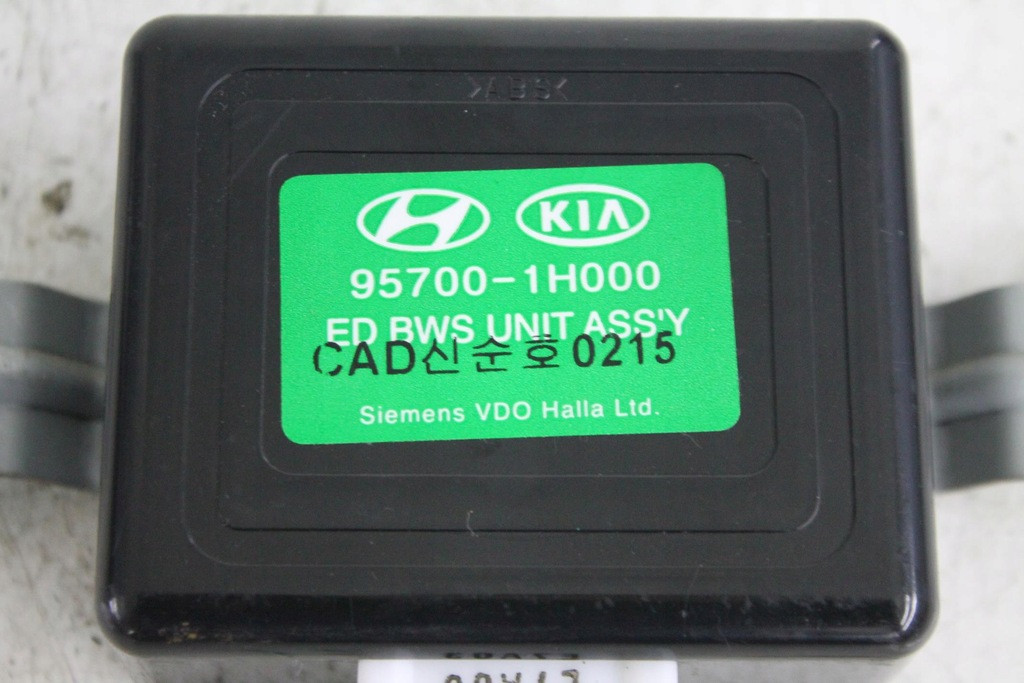 >ABS<
KIA
95700-1H000
ED BWS UNIT ASS'Y
CAD신순호0215
Siemens VDO Halla Ltd.